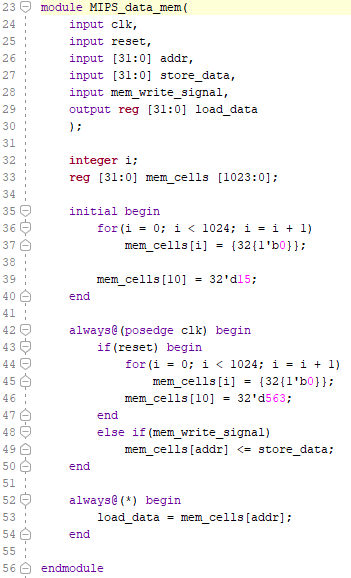 23 module MIPS_data_mem(
24     input clk,
25     input reset,
26     input [31:0] addr,
27     input [31:0] store_data,
28     input mem_write_signal,
29     output reg [31:0] load_data
30     );
31
32     integer i;
33     reg [31:0] mem_cells [1023:0];
34
35     initial begin
36         for(i = 0; i < 1024; i = i + 1)
37             mem_cells[i] = {32{1'b0}};
38
39         mem_cells[10] = 32'd15;
40     end
41
42     always@(posedge clk) begin
43         if(reset) begin
44             for(i = 0; i < 1024; i = i + 1)
45                 mem_cells[i] = {32{1'b0}};
46             mem_cells[10] = 32'd563;
47         end
48         else if(mem_write_signal)
49             mem_cells[addr] <= store_data;
50     end
51
52     always@(*) begin
53         load_data = mem_cells[addr];
54     end
55
56 endmodule